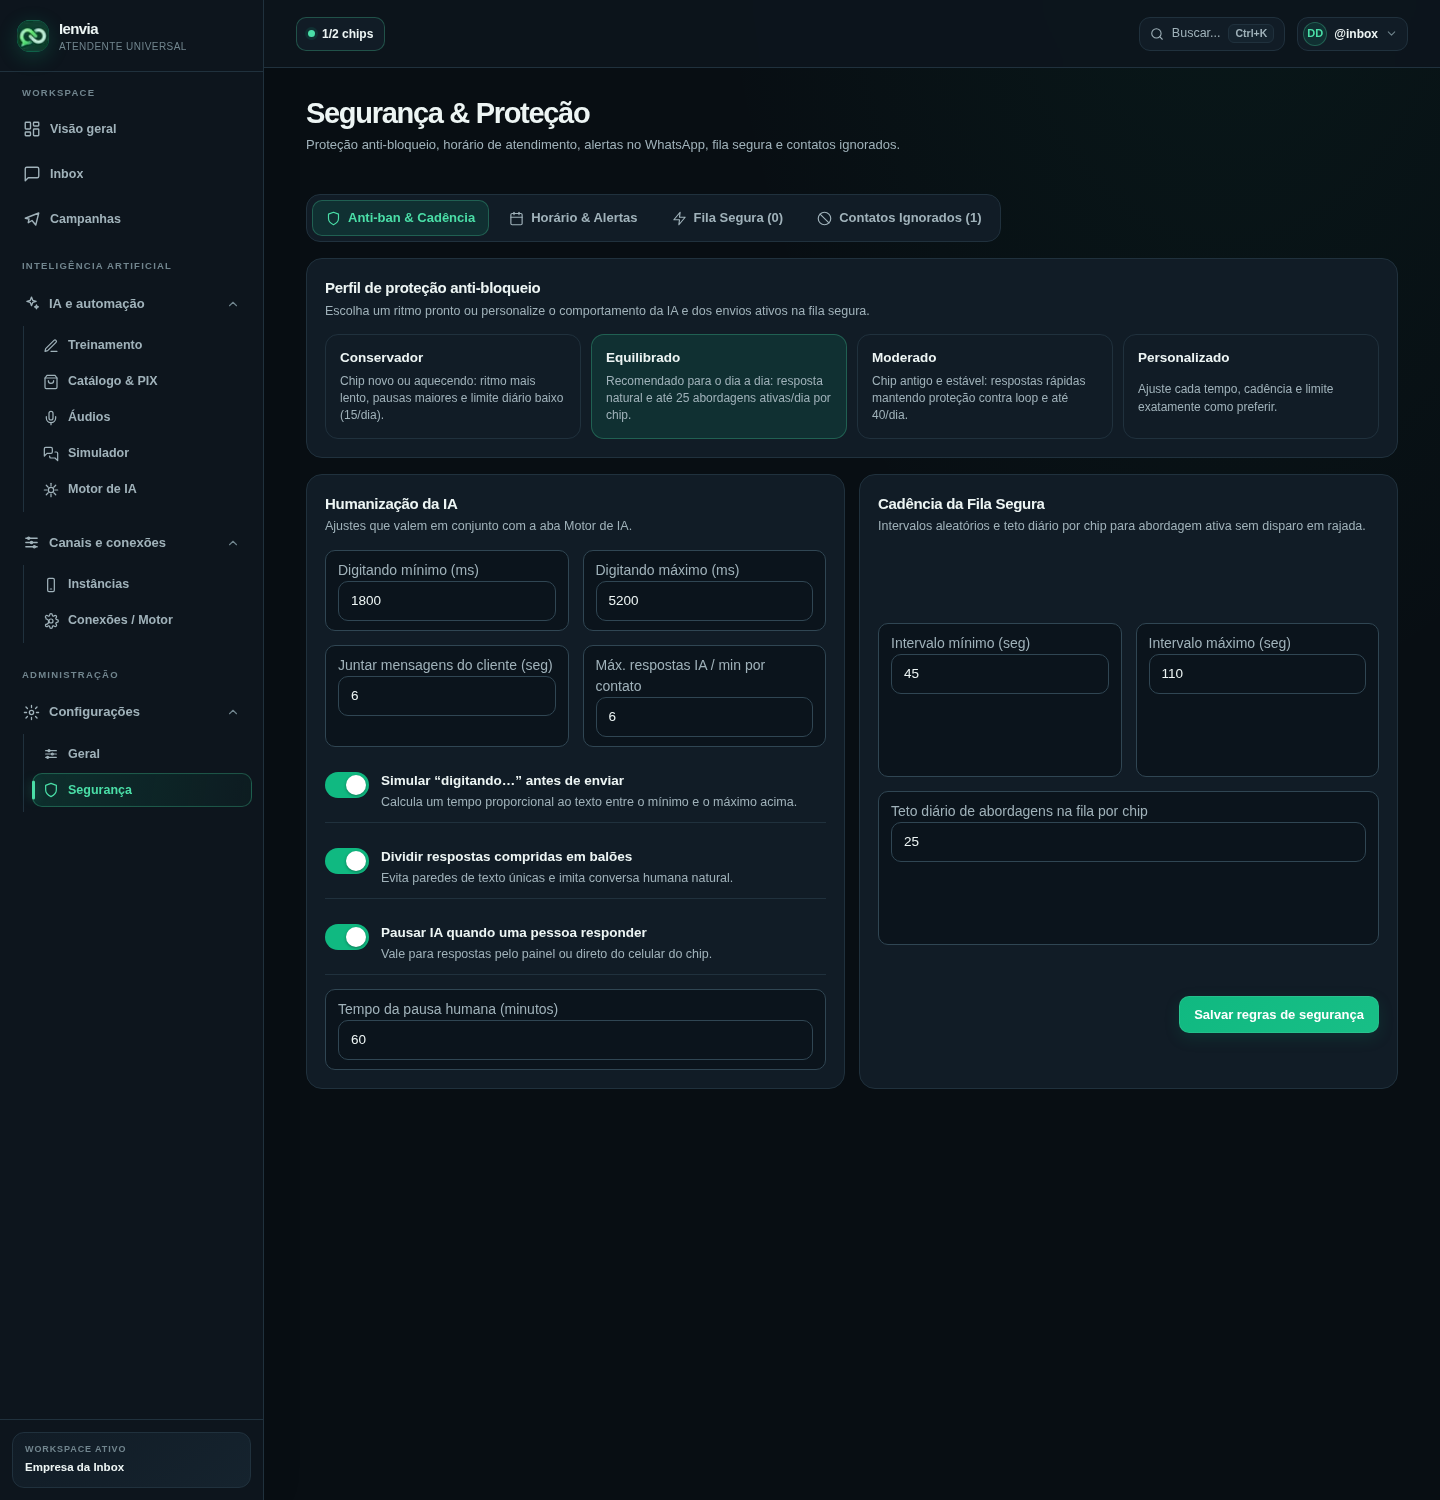 Ienvia
ATENDENTE UNIVERSAL
WORKSPACE
Visão geral
Inbox
Campanhas
INTELIGÊNCIA ARTIFICIAL
IA e automação
Treinamento
Catálogo & PIX
Áudios
Simulador
Motor de IA
Canais e conexões
Instâncias
Conexões / Motor
ADMINISTRAÇÃO
Configurações
Geral
Segurança
WORKSPACE ATIVO
Empresa da Inbox
1/2 chips
Buscar... Ctrl+K
DD @inbox
Segurança & Proteção
Proteção anti-bloqueio, horário de atendimento, alertas no WhatsApp, fila segura e contatos ignorados.
Anti-ban & Cadência
Horário & Alertas
Fila Segura (0)
Contatos Ignorados (1)
Perfil de proteção anti-bloqueio
Escolha um ritmo pronto ou personalize o comportamento da IA e dos envios ativos na fila segura.
Conservador
Chip novo ou aquecendo: ritmo mais
lento, pausas maiores e limite diário baixo
(15/dia).
Equilibrado
Recomendado para o dia a dia: resposta
natural e até 25 abordagens ativas/dia por
chip.
Moderado
Chip antigo e estável: respostas rápidas
mantendo proteção contra loop e até
40/dia.
Personalizado
Ajuste cada tempo, cadência e limite
exatamente como preferir.
Humanização da IA
Ajustes que valem em conjunto com a aba Motor de IA.
Digitando mínimo (ms)
1800
Digitando máximo (ms)
5200
Juntar mensagens do cliente (seg)
6
Máx. respostas IA / min por
contato
6
Simular “digitando…” antes de enviar
Calcula um tempo proporcional ao texto entre o mínimo e o máximo acima.
Dividir respostas compridas em balões
Evita paredes de texto únicas e imita conversa humana natural.
Pausar IA quando uma pessoa responder
Vale para respostas pelo painel ou direto do celular do chip.
Tempo da pausa humana (minutos)
60
Cadência da Fila Segura
Intervalos aleatórios e teto diário por chip para abordagem ativa sem disparo em rajada.
Intervalo mínimo (seg)
45
Intervalo máximo (seg)
110
Teto diário de abordagens na fila por chip
25
Salvar regras de segurança